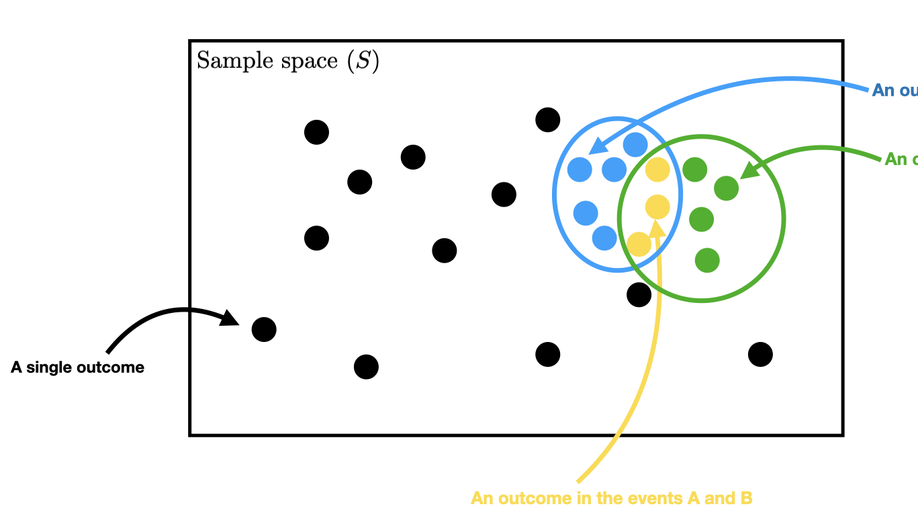 Sample space (S)
An ou
An o
A single outcome
An outcome in the events A and B